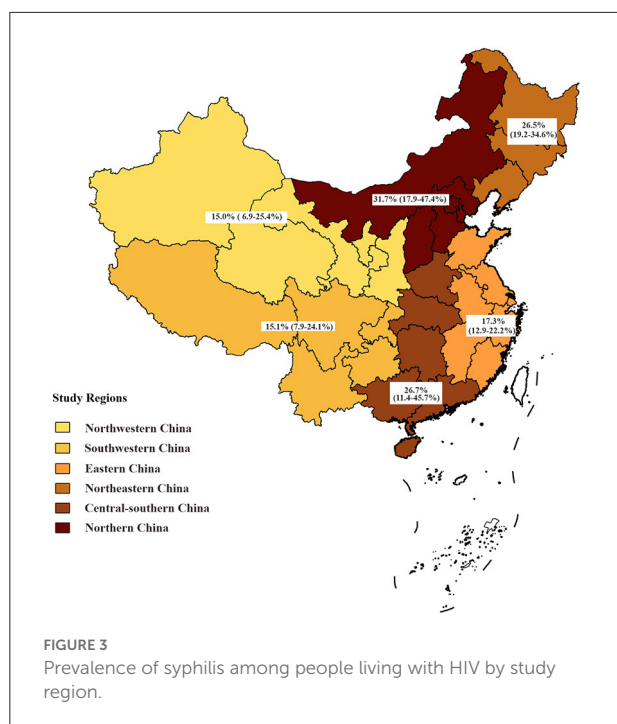 26.5%
(19.2-34.6%)
31.7% (17.9-47.4%)
15.0% ( 6.9-25.4%)
15.1% (7.9-24.1%)
17.3%
(12.9-22.2%)
26.7%
(11.4-45.7%)
Study Regions
Northwestern China
Southwestern China
Eastern China
Northeastern China
Central-southern China
Northern China
FIGURE 3
Prevalence of syphilis among people living with HIV by study
region.